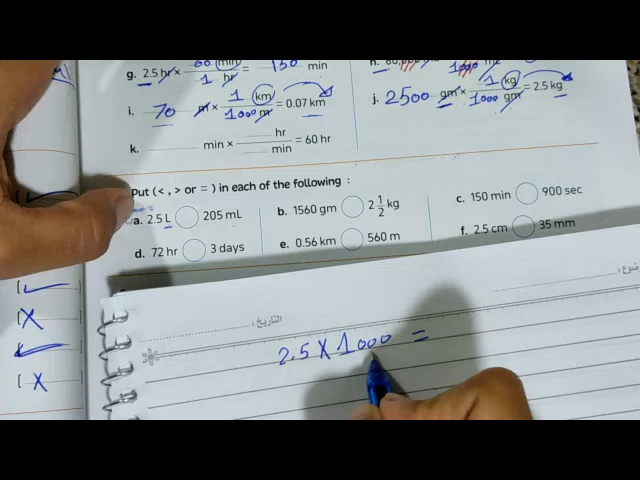 g. 2.5 hr × 60 min / 1 hr = 150 min
i. 70 m × 1 km / 1000 m = 0.07 km
j. 2500 gm × 1 kg / 1000 gm = 2.5 kg
k. min × hr / min = 60 hr
Put (< , > or = ) in each of the following :
a. 2.5 L 205 mL
b. 1560 gm 2 1/2 kg
c. 150 min 900 sec
d. 72 hr 3 days
e. 0.56 km 560 m
f. 2.5 cm 35 mm
التاريخ :
2.5 × 1000 =